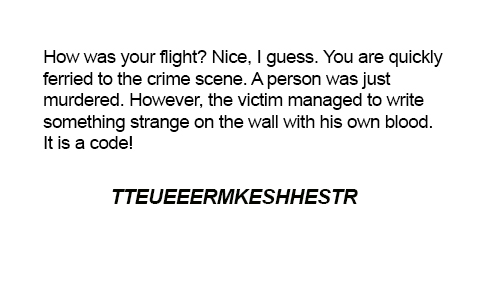 How was your flight? Nice, I guess. You are quickly
ferried to the crime scene. A person was just
murdered. However, the victim managed to write
something strange on the wall with his own blood.
It is a code!
TTEUEEERMKESHHESTR